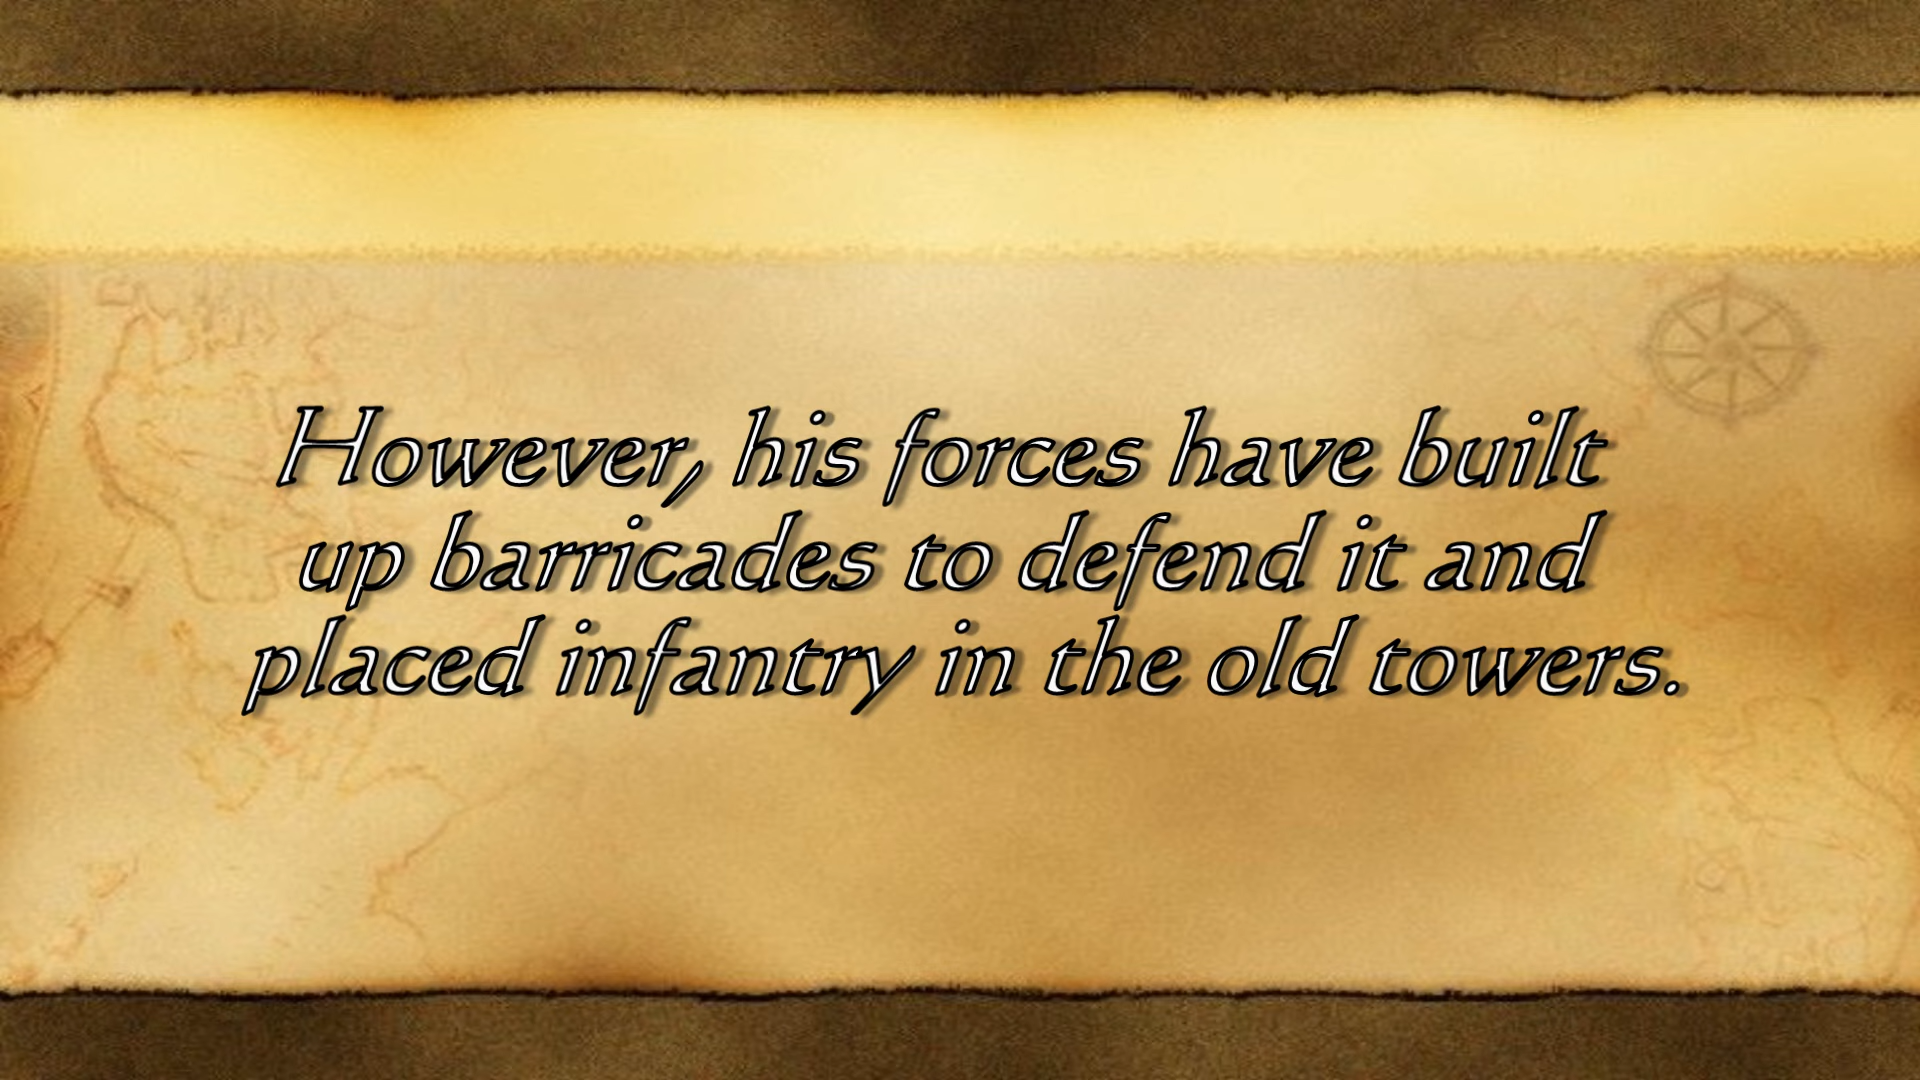 However, his forces have built
up barricades to defend it and
placed infantry in the old towers.